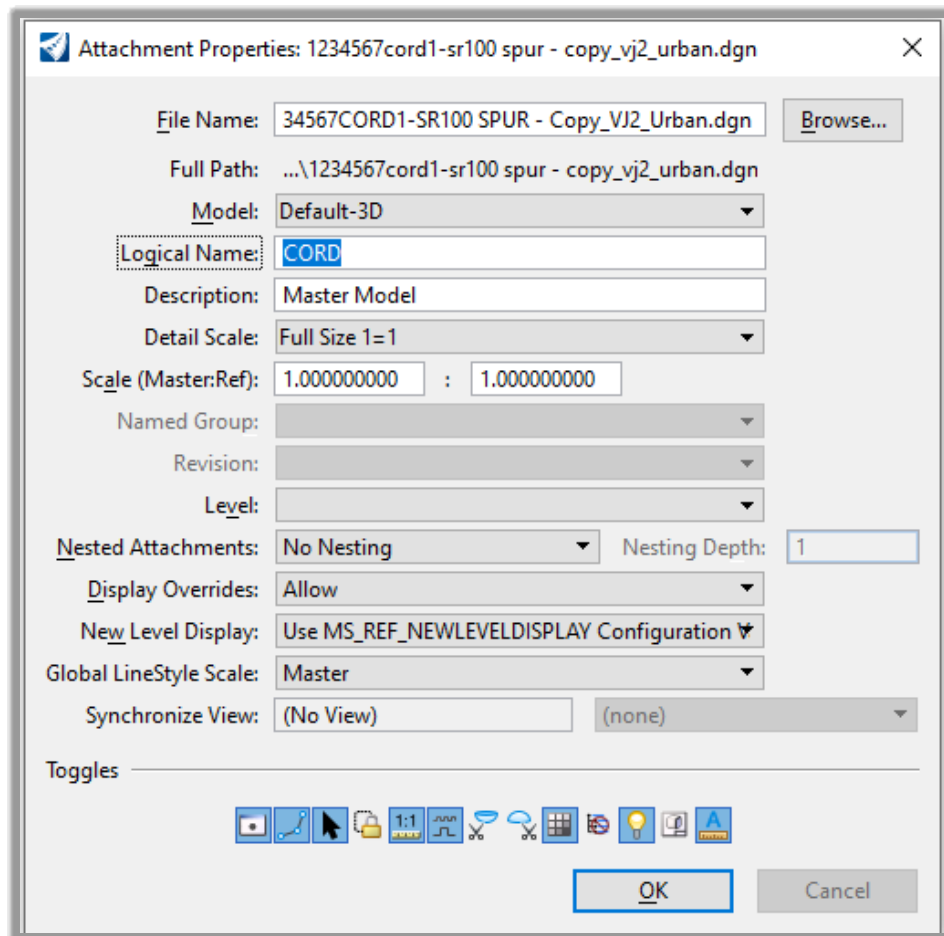 Attachment Properties: 1234567cord1-sr100 spur - copy_vj2_urban.dgn
File Name: 34567CORD1-SR100 SPUR - Copy_VJ2_Urban.dgn Browse...
Full Path: ...\1234567cord1-sr100 spur - copy_vj2_urban.dgn
Model: Default-3D
Logical Name: CORD
Description: Master Model
Detail Scale: Full Size 1=1
Scale (Master:Ref): 1.000000000 : 1.000000000
Named Group:
Revision:
Level:
Nested Attachments: No Nesting Nesting Depth: 1
Display Overrides: Allow
New Level Display: Use MS_REF_NEWLEVELDISPLAY Configuration
Global LineStyle Scale: Master
Synchronize View: (No View) (none)
Toggles
1:1 A
OK Cancel